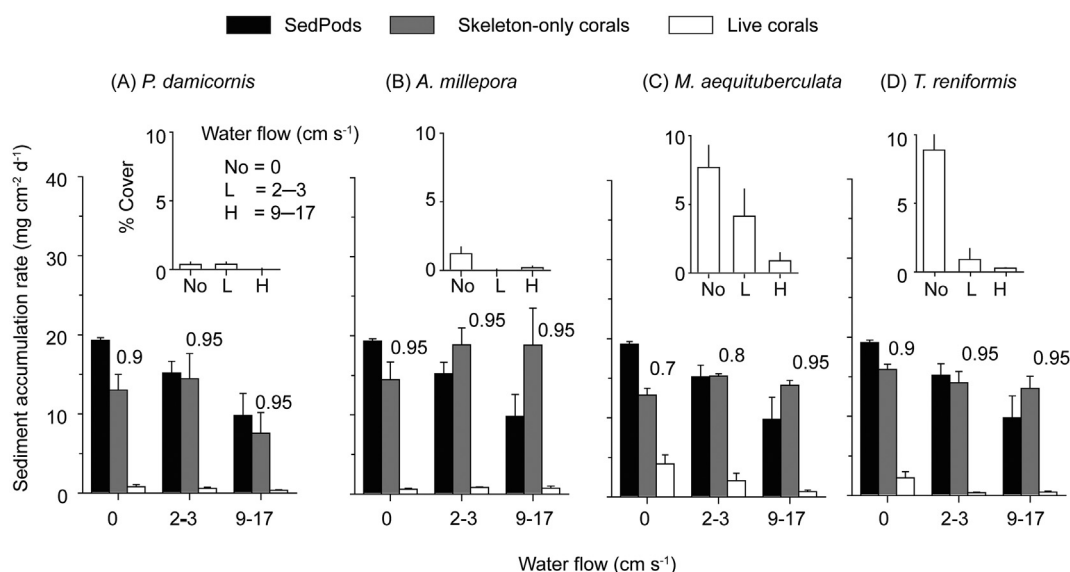 SedPods Skeleton-only corals Live corals
(A) P. damicornis (B) A. millepora (C) M. aequituberculata (D) T. reniformis
Sediment accumulation rate (mg cm-2 d-1)
40
30
20
10
0
% Cover
10
5
0
No L H
Water flow (cm s-1)
No = 0
L = 2–3
H = 9–17
0.9 0.95 0.95
0 2-3 9-17
10
5
0
No L H
0.95 0.95 0.95
0 2-3 9-17
10
5
0
No L H
0.7 0.8 0.95
0 2-3 9-17
10
5
0
No L H
0.9 0.95 0.95
0 2-3 9-17
Water flow (cm s-1)